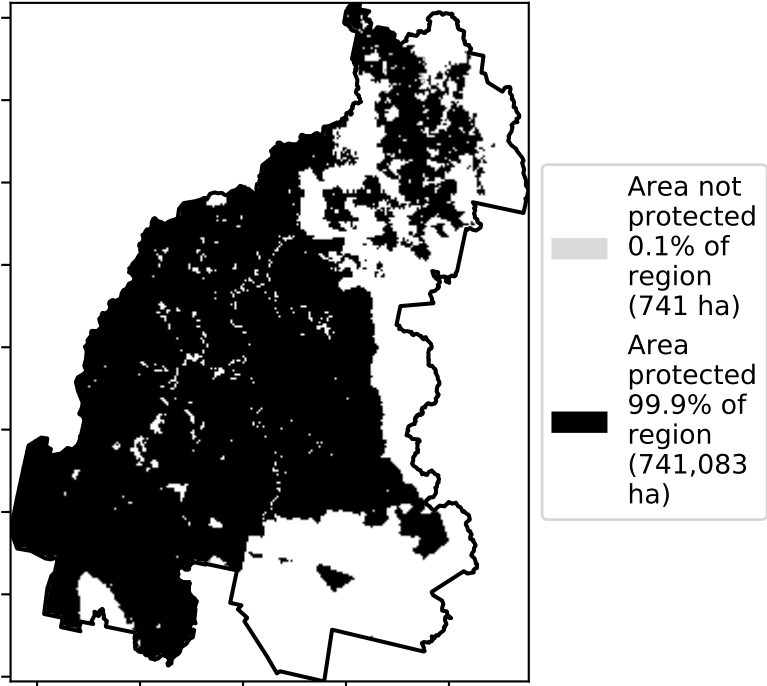 Area not
protected
0.1% of
region
(741 ha)
Area
protected
99.9% of
region
(741,083
ha)